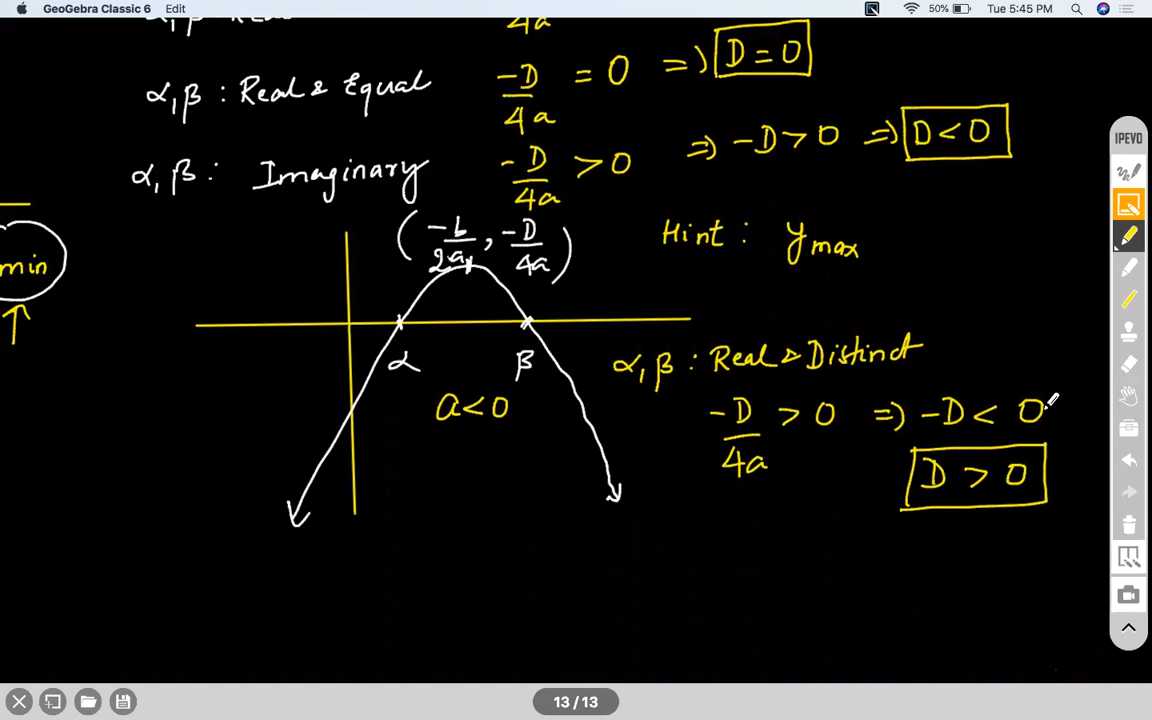 GeoGebra Classic 6 Edit 50% Tue 5:45 PM
4a
-D/4a = 0 => D = 0
α, β : Real & Equal
-D/4a > 0 => -D > 0 => D < 0
α, β : Imaginary
(-b/2a, -D/4a)
Hint : y max
min
α β
a < 0
α, β : Real & Distinct
-D/4a > 0 => -D < 0
D > 0
IPEVO
13 / 13